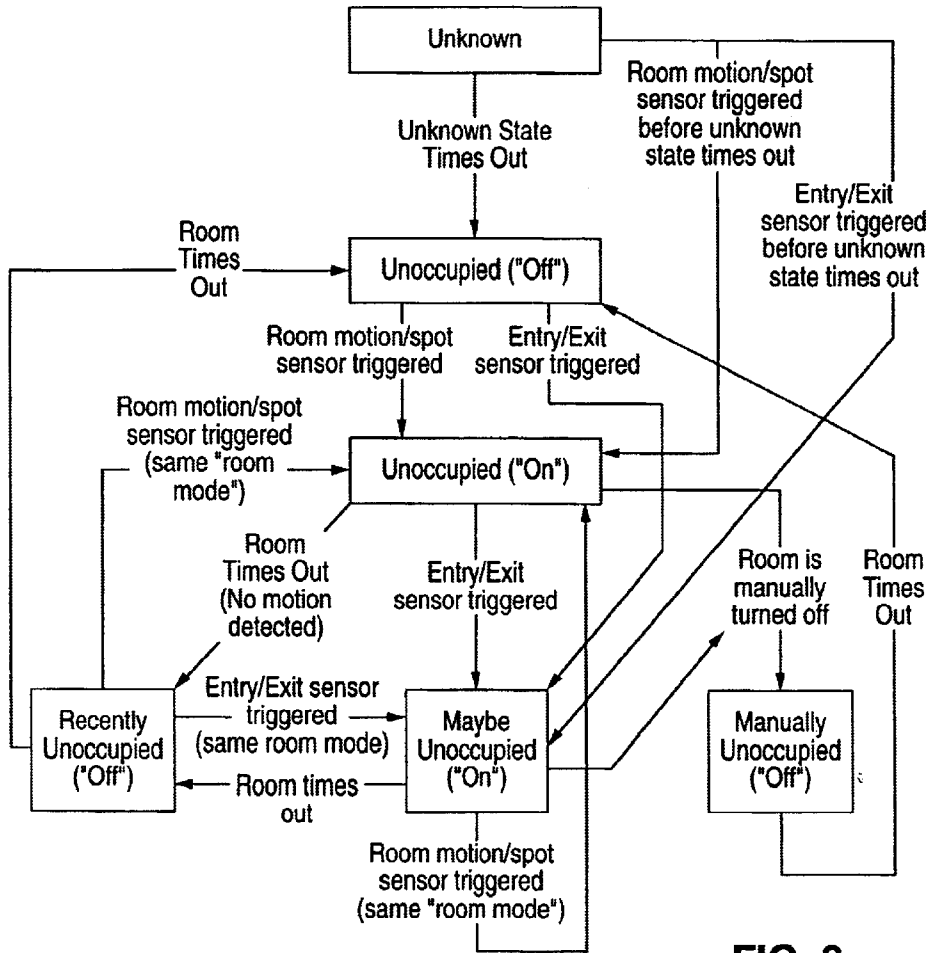 Unknown
Room motion/spot
sensor triggered
before unknown
state times out
Unknown State
Times Out
Entry/Exit
sensor triggered
before unknown
state times out
Room
Times
Out
Unoccupied ("Off")
Room motion/spot
sensor triggered
Entry/Exit
sensor triggered
Room motion/spot
sensor triggered
(same "room
mode")
Unoccupied ("On")
Room
Times Out
(No motion
detected)
Entry/Exit
sensor triggered
Room is
manually
turned off
Room
Times
Out
Recently
Unoccupied
("Off")
Entry/Exit sensor
triggered
(same room mode)
Room times
out
Maybe
Unoccupied
("On")
Manually
Unoccupied
("Off")
Room motion/spot
sensor triggered
(same "room mode")